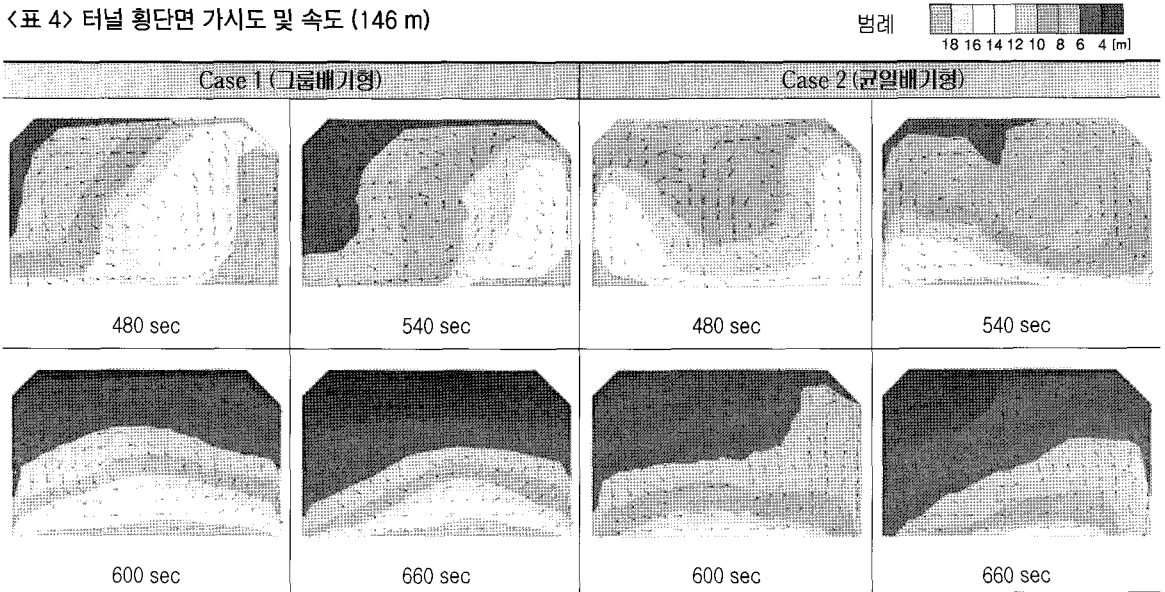 <표 4> 터널 횡단면 가시도 및 속도 (146 m)
범례
18 16 14 12 10 8 6 4 [m]
Case 1 (그룹배기형) Case 2 (균일배기형)
480 sec 540 sec 480 sec 540 sec
600 sec 660 sec 600 sec 660 sec